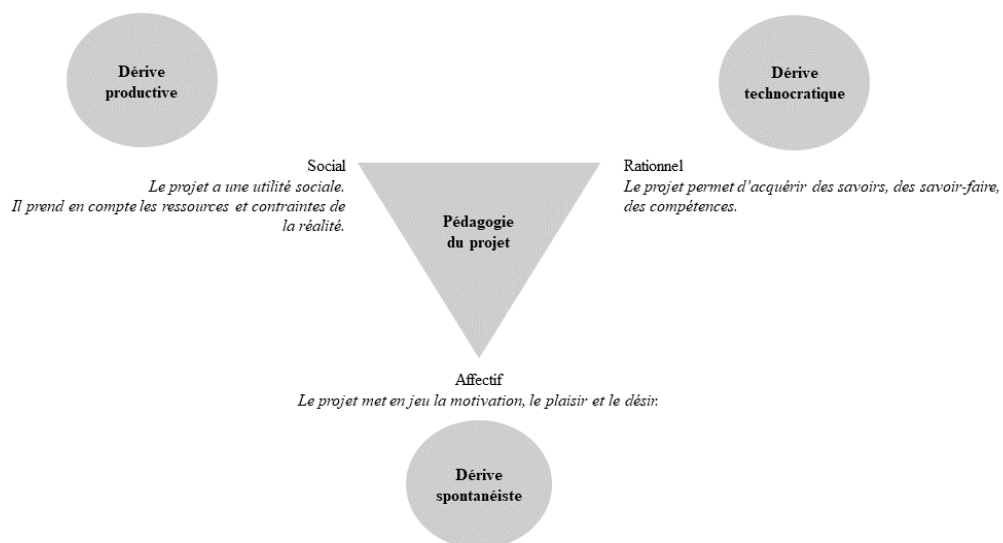 Dérive
productive
Dérive
technocratique
Social
Le projet a une utilité sociale.
Il prend en compte les ressources et contraintes de
la réalité.
Rationnel
Le projet permet d'acquérir des savoirs, des savoir-faire,
des compétences.
Pédagogie
du projet
Affectif
Le projet met en jeu la motivation, le plaisir et le désir.
Dérive
spontanéiste